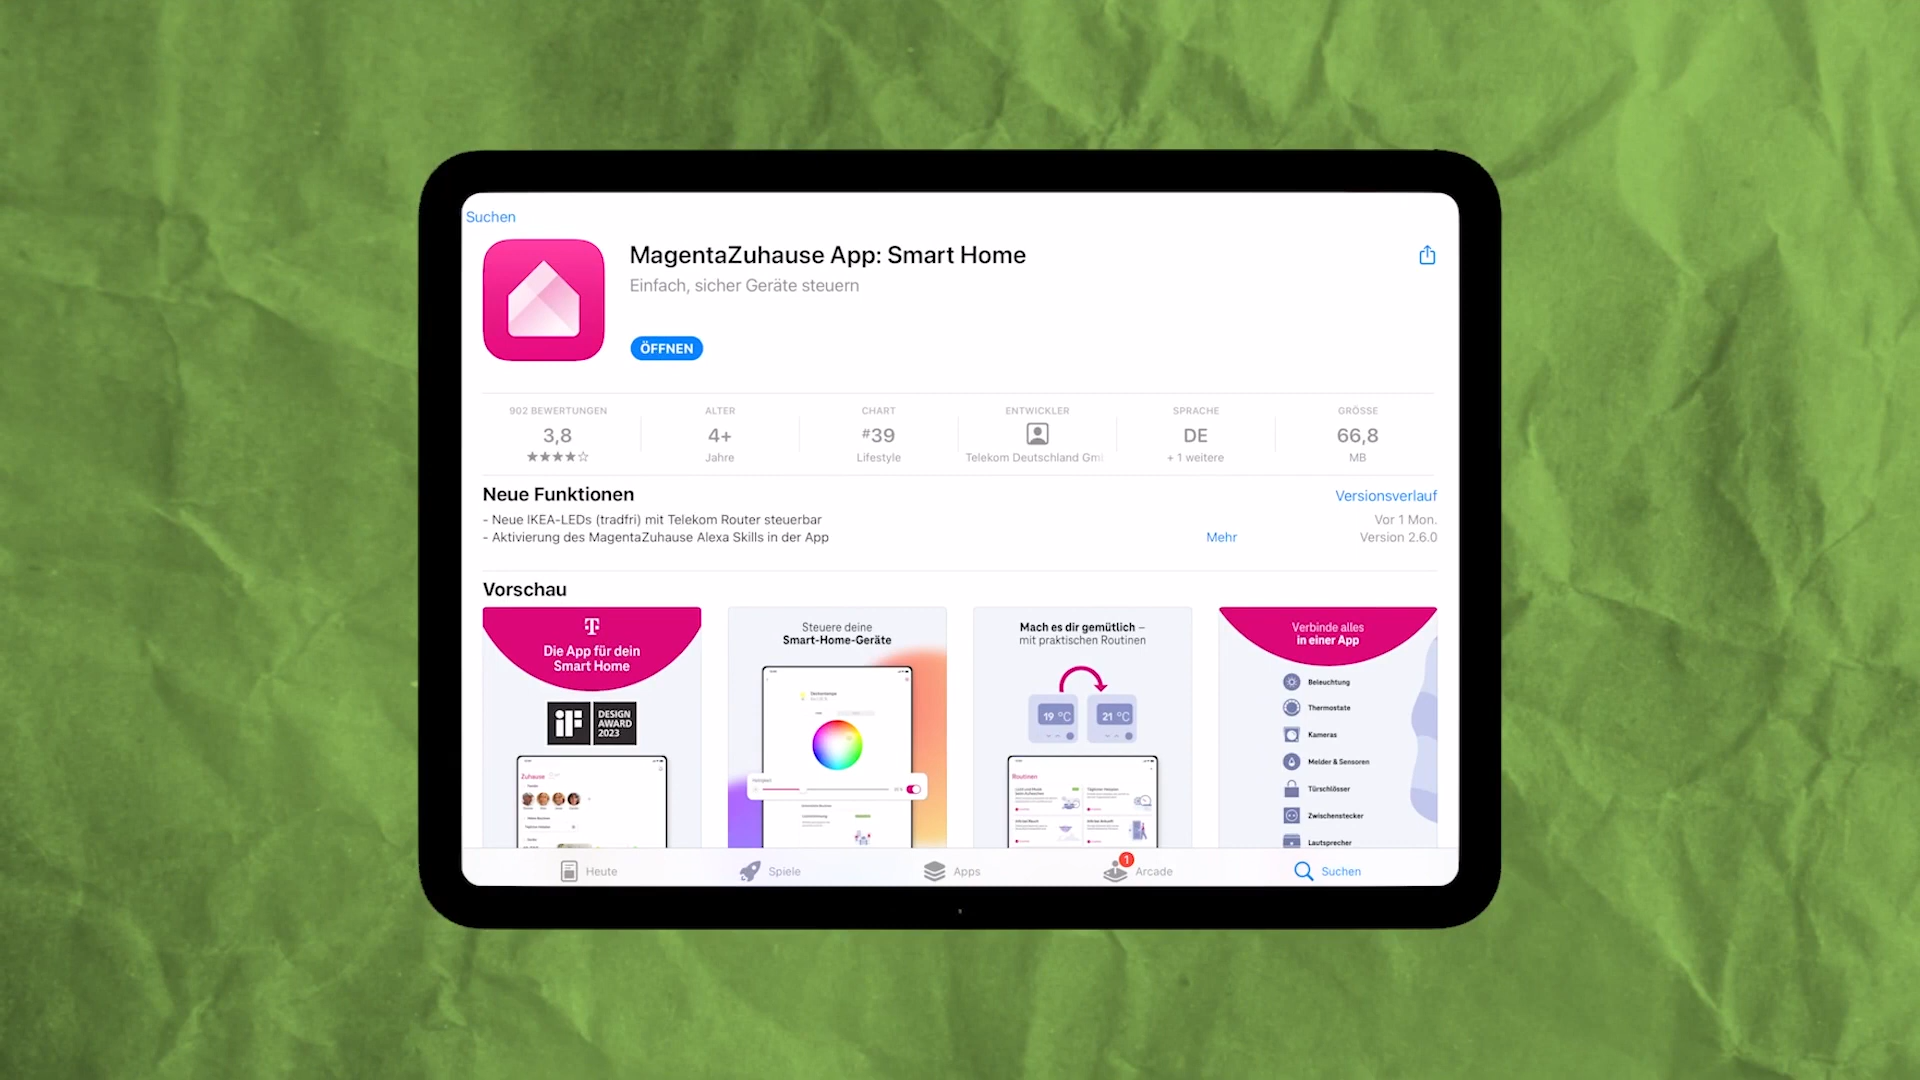 Suchen
MagentaZuhause App: Smart Home
Einfach, sicher Geräte steuern
ÖFFNEN
902 BEWERTUNGEN
3,8
★★★★☆
ALTER
4+
Jahre
CHART
#39
Lifestyle
ENTWICKLER
Telekom Deutschland Gm
SPRACHE
DE
+ 1 weitere
GRÖSSE
66,8
MB
Neue Funktionen
Versionsverlauf
- Neue IKEA-LEDs (tradfri) mit Telekom Router steuerbar
Vor 1 Mon.
- Aktivierung des MagentaZuhause Alexa Skills in der App
Mehr
Version 2.6.0
Vorschau
T
Die App für dein
Smart Home
iF
DESIGN
AWARD
2023
Zuhause
Steuere deine
Smart-Home-Geräte
Mach es dir gemütlich –
mit praktischen Routinen
19 °C
21 °C
Routinen
Verbinde alles
in einer App
Beleuchtung
Thermostate
Kameras
Melder & Sensoren
Türschlösser
Zwischenstecker
Lautsprecher
Heute
Spiele
Apps
1
Arcade
Suchen